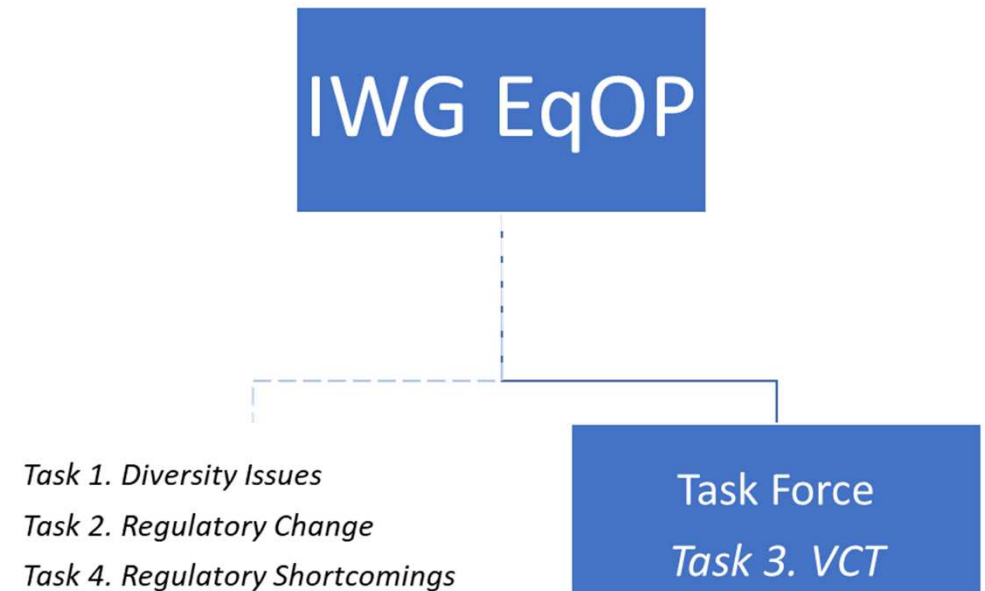 IWG EqOP
Task 1. Diversity Issues
Task 2. Regulatory Change
Task 4. Regulatory Shortcomings
Task Force
Task 3. VCT